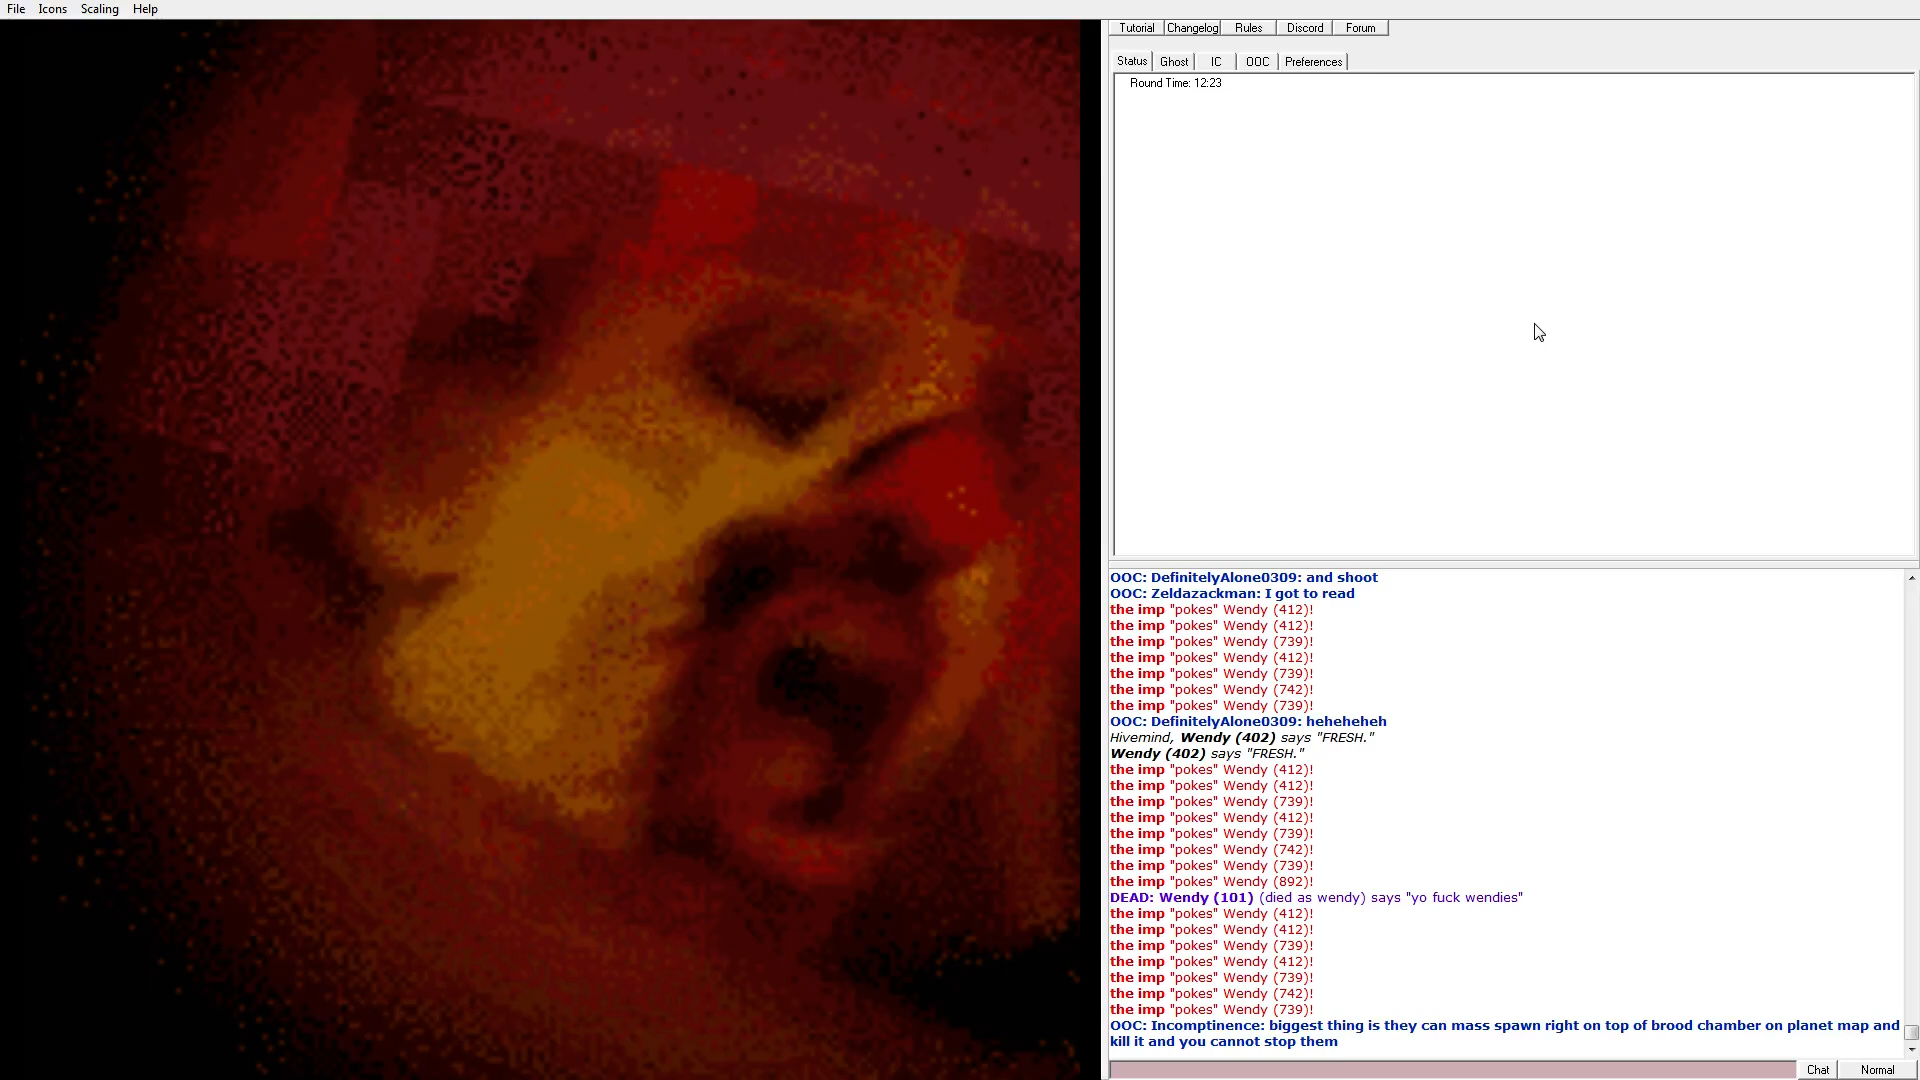 File Icons Scaling Help
Tutorial Changelog Rules Discord Forum
Status Ghost IC OOC Preferences
Round Time: 12:23
OOC: DefinitelyAlone0309: and shoot
OOC: Zeldazackman: I got to read
the imp "pokes" Wendy (412)!
the imp "pokes" Wendy (412)!
the imp "pokes" Wendy (739)!
the imp "pokes" Wendy (412)!
the imp "pokes" Wendy (739)!
the imp "pokes" Wendy (742)!
the imp "pokes" Wendy (739)!
OOC: DefinitelyAlone0309: heheheheh
Hivemind, Wendy (402) says "FRESH."
Wendy (402) says "FRESH."
the imp "pokes" Wendy (412)!
the imp "pokes" Wendy (412)!
the imp "pokes" Wendy (739)!
the imp "pokes" Wendy (412)!
the imp "pokes" Wendy (739)!
the imp "pokes" Wendy (742)!
the imp "pokes" Wendy (739)!
the imp "pokes" Wendy (892)!
DEAD: Wendy (101) (died as wendy) says "yo fuck wendies"
the imp "pokes" Wendy (412)!
the imp "pokes" Wendy (412)!
the imp "pokes" Wendy (739)!
the imp "pokes" Wendy (412)!
the imp "pokes" Wendy (739)!
the imp "pokes" Wendy (742)!
the imp "pokes" Wendy (739)!
OOC: Incomptinence: biggest thing is they can mass spawn right on top of brood chamber on planet map and
kill it and you cannot stop them
Chat Normal